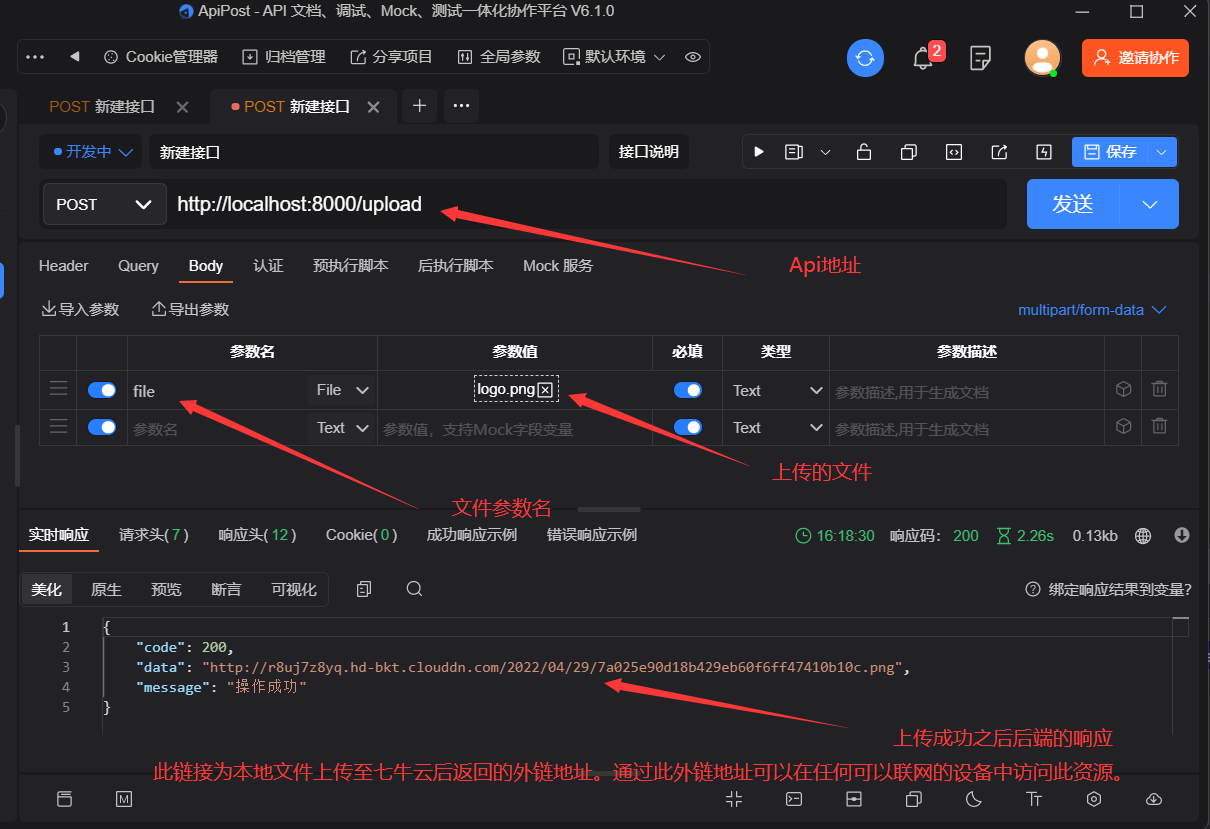 ApiPost - API 文档、调试、Mock、测试一体化协作平台 V6.1.0
Cookie管理器 归档管理 分享项目 全局参数 默认环境 2 邀请协作
POST 新建接口 POST 新建接口
开发中 新建接口 接口说明 保存
POST http://localhost:8000/upload 发送
Api地址
Header Query Body 认证 预执行脚本 后执行脚本 Mock 服务
导入参数 导出参数 multipart/form-data
参数名 参数值 必填 类型 参数描述
file File logo.png Text 参数描述,用于生成文档
参数名 Text 参数值，支持Mock字段变量 Text 参数描述,用于生成文档
上传的文件
文件参数名
实时响应 请求头(7) 响应头(12) Cookie(0) 成功响应示例 错误响应示例 16:18:30 响应码： 200 2.26s 0.13kb
美化 原生 预览 断言 可视化 绑定响应结果到变量?
1 {
2 "code": 200,
3 "data": "http://r8uj7z8yq.hd-bkt.clouddn.com/2022/04/29/7a025e90d18b429eb60f6ff47410b10c.png",
4 "message": "操作成功"
5 }
上传成功之后后端的响应
此链接为本地文件上传至七牛云后返回的外链地址。通过此外链地址可以在任何可以联网的设备中访问此资源。
M Tт